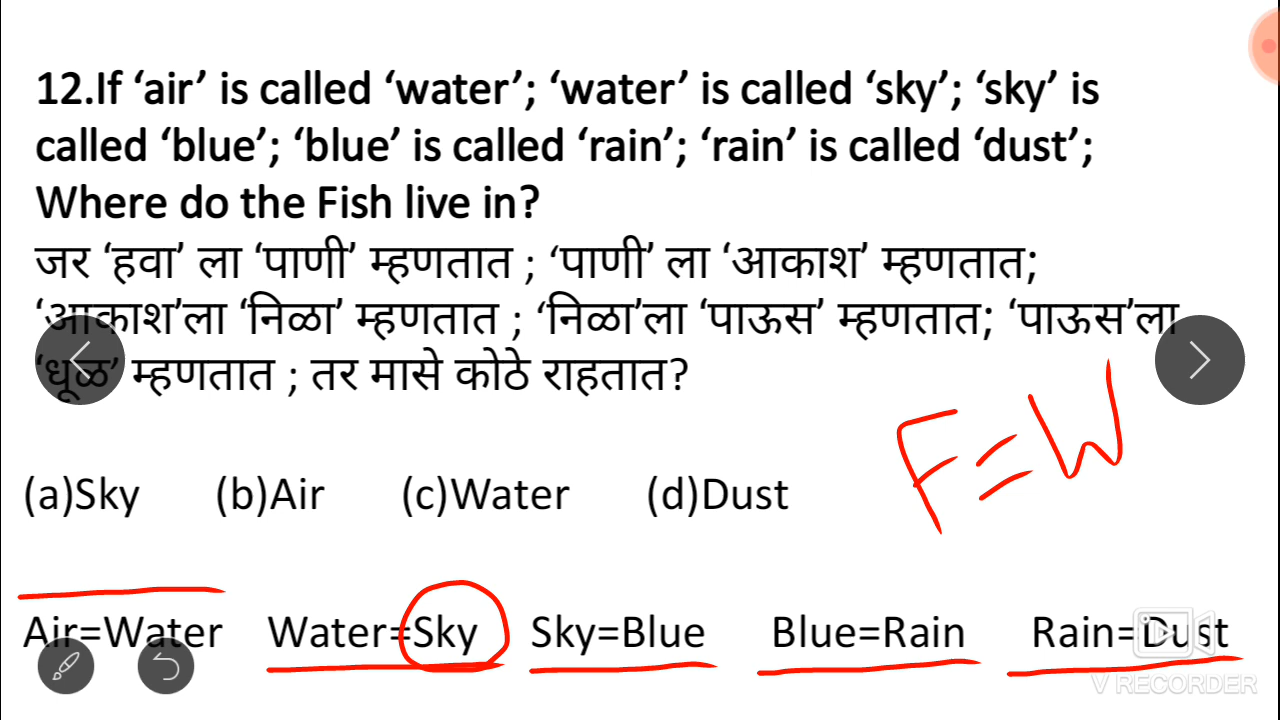 12.If ‘air’ is called ‘water’; ‘water’ is called ‘sky’; ‘sky’ is
called ‘blue’; ‘blue’ is called ‘rain’; ‘rain’ is called ‘dust’;
Where do the Fish live in?
जर ‘हवा’ ला ‘पाणी’ म्हणतात ; ‘पाणी’ ला ‘आकाश’ म्हणतात;
‘आकाश’ला ‘निळा’ म्हणतात ; ‘निळा’ला ‘पाऊस’ म्हणतात; ‘पाऊस’ला
‘धूळ’ म्हणतात ; तर मासे कोठे राहतात?
F=W
(a)Sky (b)Air (c)Water (d)Dust
Air=Water Water=Sky Sky=Blue Blue=Rain Rain=Dust
V RECORDER